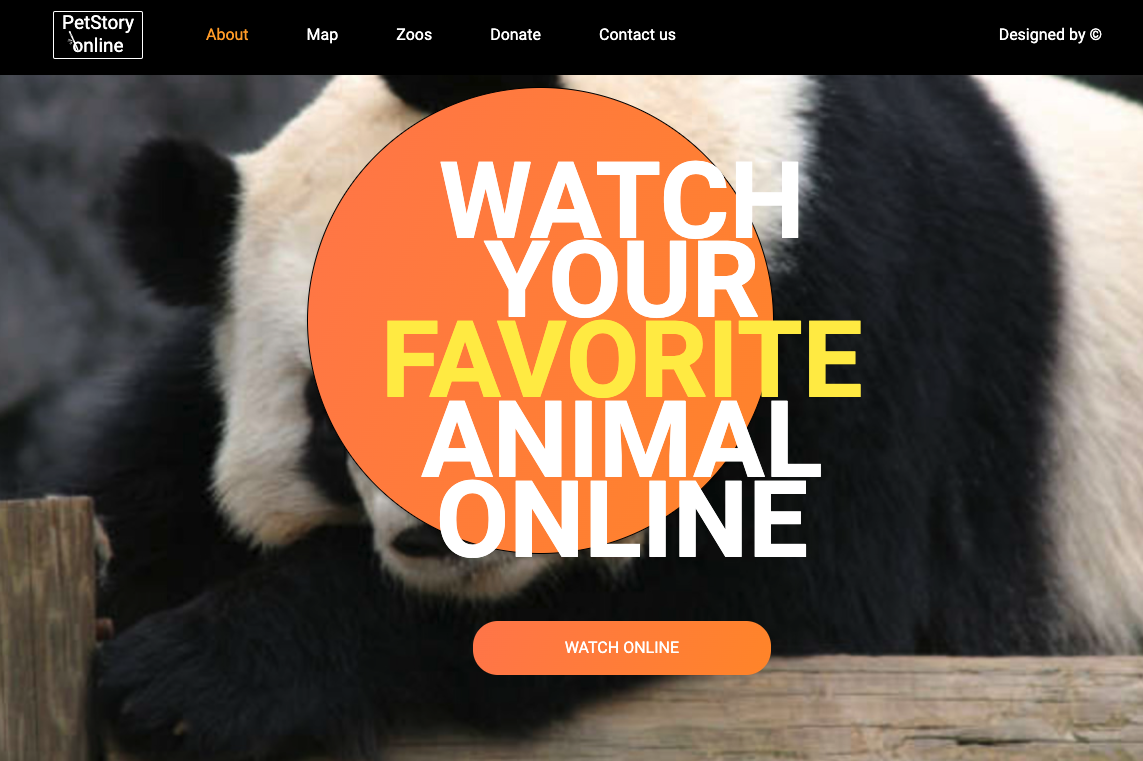 PetStory
online
About
Map
Zoos
Donate
Contact us
Designed by ©
WATCH
YOUR
FAVORITE
ANIMAL
ONLINE
WATCH ONLINE